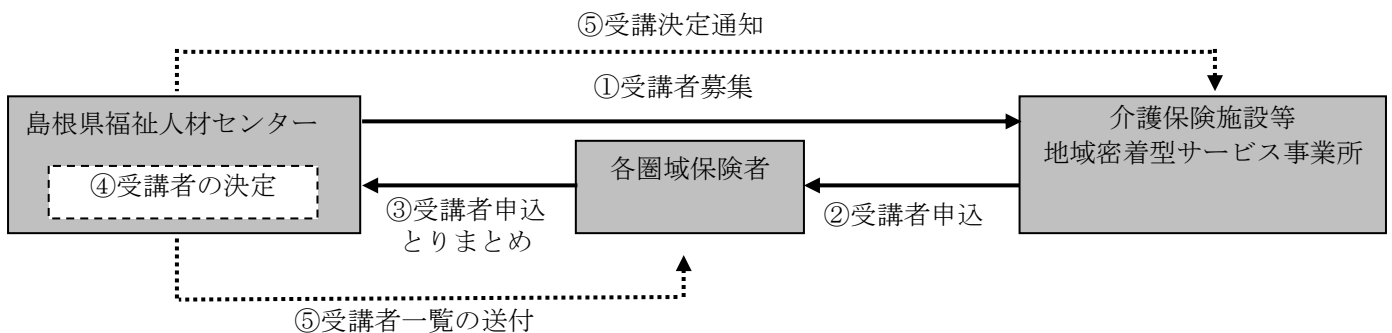 ⑤受講決定通知
①受講者募集
島根県福祉人材センター
④受講者の決定
各圏域保険者
介護保険施設等
地域密着型サービス事業所
③受講者申込
とりまとめ
②受講者申込
⑤受講者一覧の送付